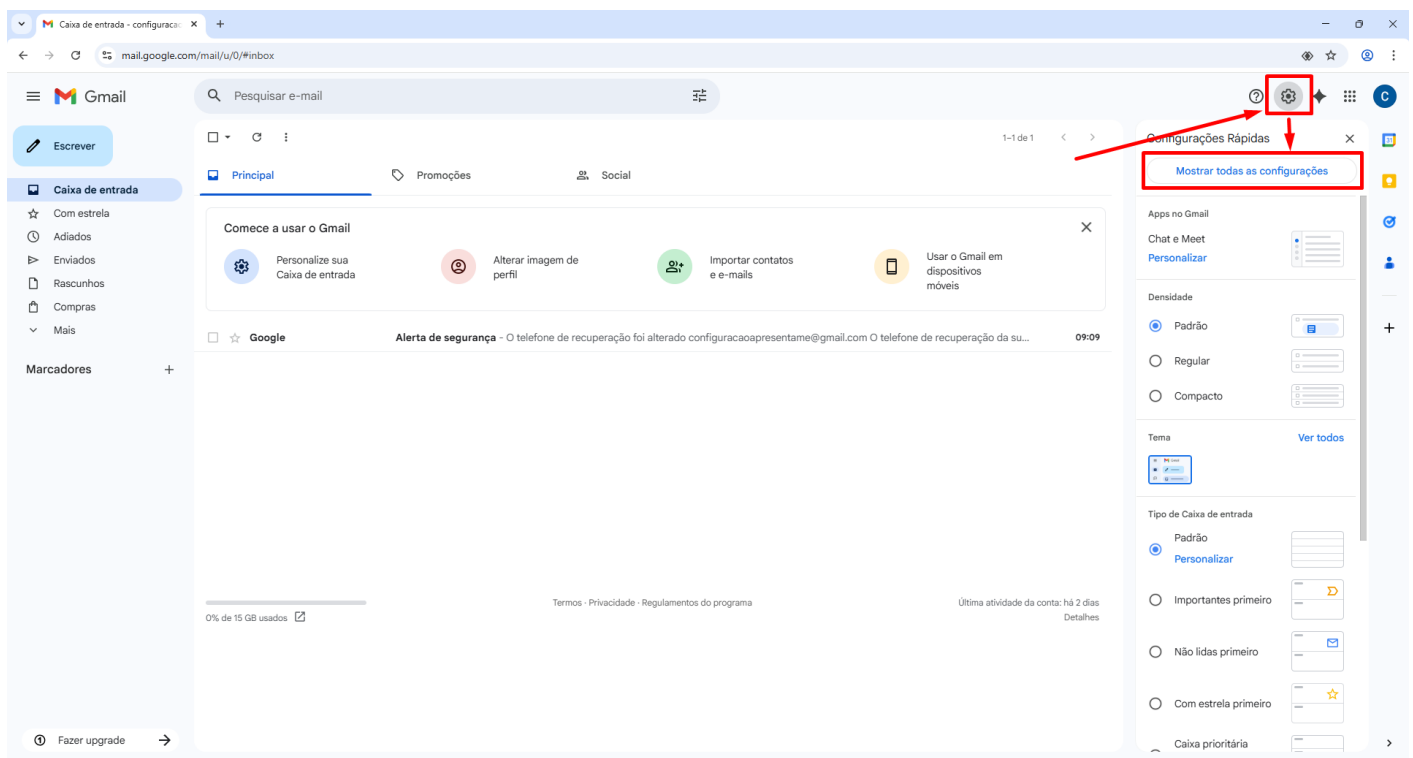 Caixa de entrada - configuracao
mail.google.com/mail/u/0/#inbox
Gmail
Pesquisar e-mail
C
Escrever
1–1 de 1
Configurações Rápidas
Mostrar todas as configurações
Caixa de entrada
Com estrela
Adiados
Enviados
Rascunhos
Compras
Mais
Marcadores
Principal
Promoções
Social
Comece a usar o Gmail
Personalize sua
Caixa de entrada
Alterar imagem de
perfil
Importar contatos
e e-mails
Usar o Gmail em
dispositivos
móveis
Google
Alerta de segurança - O telefone de recuperação foi alterado configuracaoapresentame@gmail.com O telefone de recuperação da su...
09:09
0% de 15 GB usados
Termos · Privacidade · Regulamentos do programa
Última atividade da conta: há 2 dias
Detalhes
Apps no Gmail
Chat e Meet
Personalizar
Densidade
Padrão
Regular
Compacto
Tema
Ver todos
Tipo de Caixa de entrada
Padrão
Personalizar
Importantes primeiro
Não lidas primeiro
Com estrela primeiro
Caixa prioritária
Fazer upgrade
31